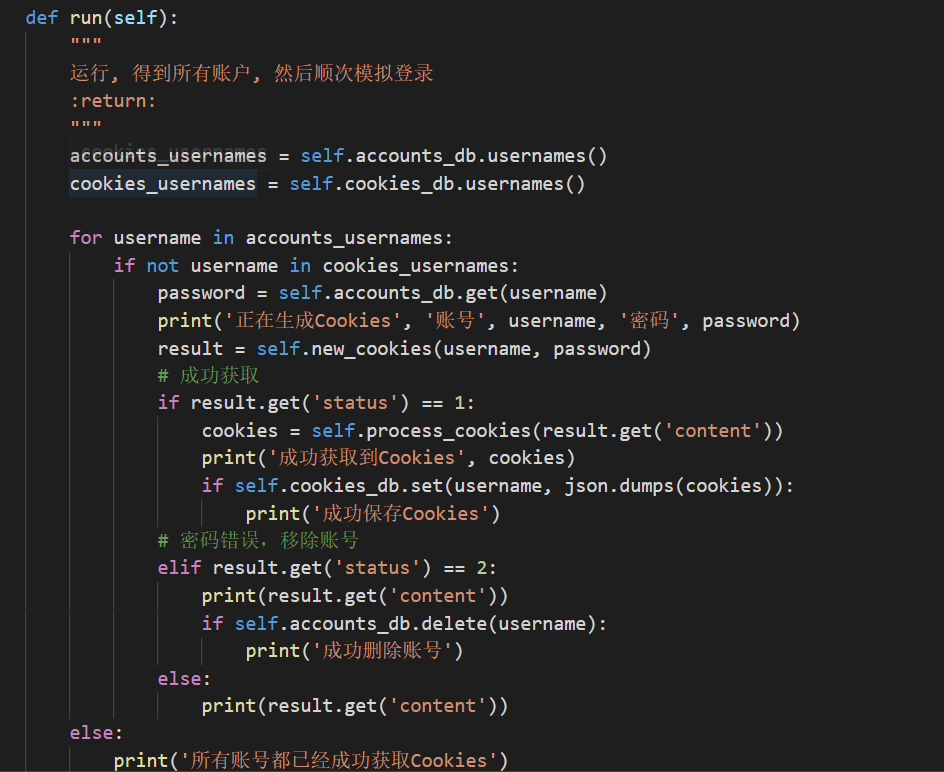 def run(self):
"""
运行, 得到所有账户, 然后顺次模拟登录
:return:
"""
accounts_usernames = self.accounts_db.usernames()
cookies_usernames = self.cookies_db.usernames()
for username in accounts_usernames:
if not username in cookies_usernames:
password = self.accounts_db.get(username)
print('正在生成Cookies', '账号', username, '密码', password)
result = self.new_cookies(username, password)
# 成功获取
if result.get('status') == 1:
cookies = self.process_cookies(result.get('content'))
print('成功获取到Cookies', cookies)
if self.cookies_db.set(username, json.dumps(cookies)):
print('成功保存Cookies')
# 密码错误，移除账号
elif result.get('status') == 2:
print(result.get('content'))
if self.accounts_db.delete(username):
print('成功删除账号')
else:
print(result.get('content'))
else:
print('所有账号都已经成功获取Cookies')